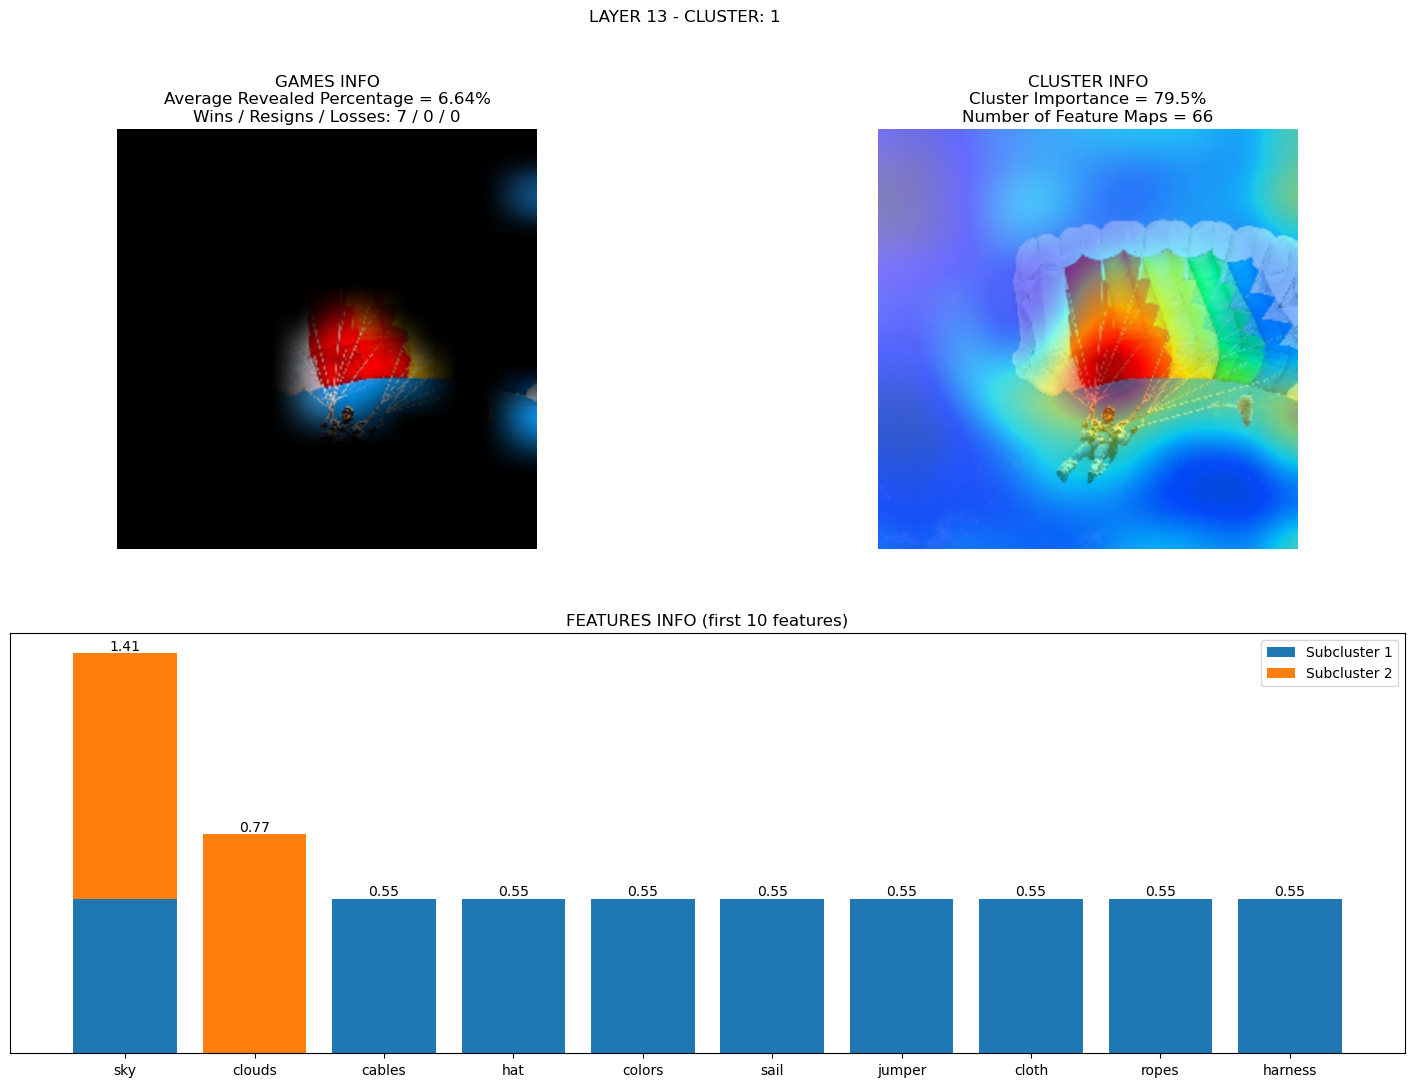 LAYER 13 - CLUSTER: 1
GAMES INFO
Average Revealed Percentage = 6.64%
Wins / Resigns / Losses: 7 / 0 / 0
CLUSTER INFO
Cluster Importance = 79.5%
Number of Feature Maps = 66
FEATURES INFO (first 10 features)
Subcluster 1
Subcluster 2
1.41
0.77
0.55
0.55
0.55
0.55
0.55
0.55
0.55
0.55
sky
clouds
cables
hat
colors
sail
jumper
cloth
ropes
harness